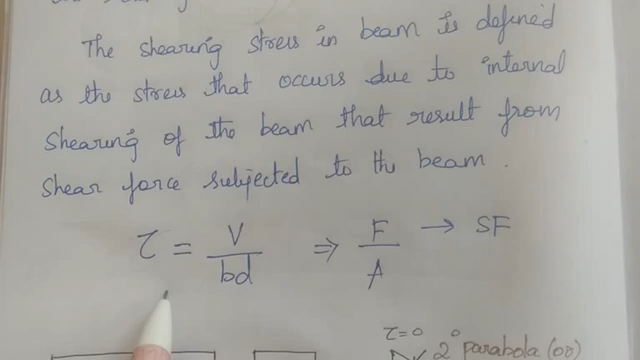 The shearing stress in beam is defined
as the stress that occurs due to internal
shearing of the beam that result from
shear force subjected to the beam.
τ = V/bd ⇒ F/A → SF
τ=0
2° parabola (or)